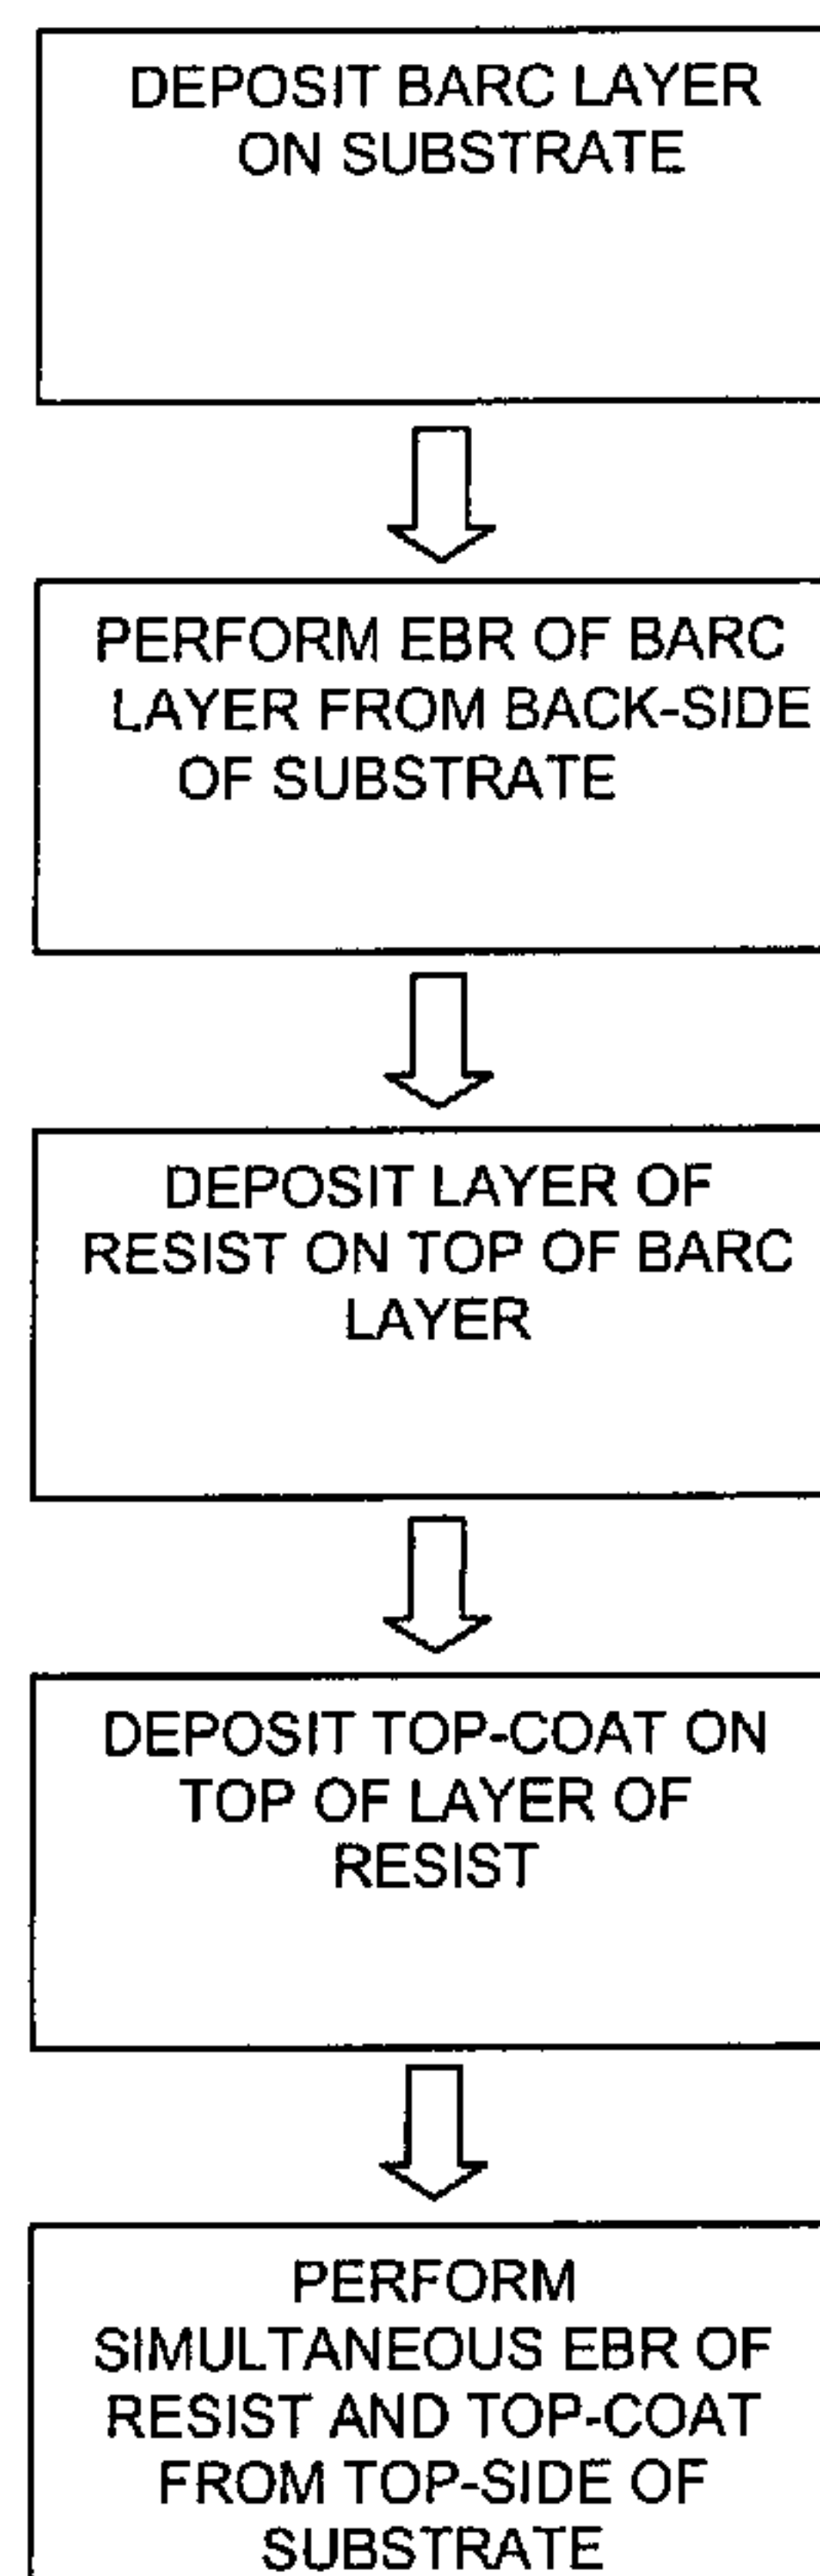 DEPOSIT BARC LAYER
ON SUBSTRATE
PERFORM EBR OF BARC
LAYER FROM BACK-SIDE
OF SUBSTRATE
DEPOSIT LAYER OF
RESIST ON TOP OF BARC
LAYER
DEPOSIT TOP-COAT ON
TOP OF LAYER OF
RESIST
PERFORM
SIMULTANEOUS EBR OF
RESIST AND TOP-COAT
FROM TOP-SIDE OF
SUBSTRATE